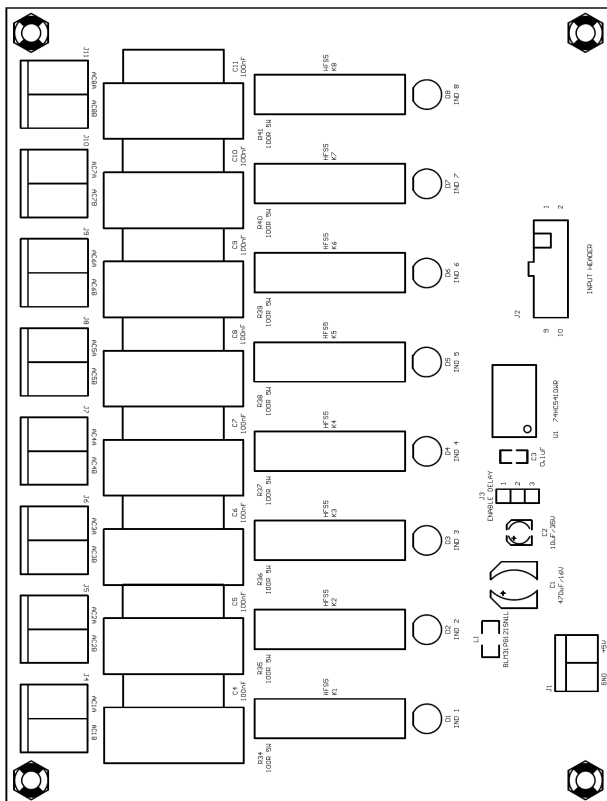 J11
AC8A
AC8B
C11
100nF
HFS5
K8
D8
IND 8
R41
100R 5W
J10
AC7A
AC7B
C10
100nF
HFS5
K7
D7
IND 7
R40
100R 5W
J9
AC6A
AC6B
C9
100nF
HFS5
K6
D6
IND 6
R39
100R 5W
J8
AC5A
AC5B
C8
100nF
HFS5
K5
D5
IND 5
R38
100R 5W
J7
AC4A
AC4B
C7
100nF
HFS5
K4
D4
IND 4
R37
100R 5W
J6
AC3A
AC3B
C6
100nF
HFS5
K3
D3
IND 3
R36
100R 5W
J5
AC2A
AC2B
C5
100nF
HFS5
K2
D2
IND 2
R35
100R 5W
J4
AC1A
AC1B
C4
100nF
HFS5
K1
D1
IND 1
R34
100R 5W
1
2
J2
INPUT HEADER
9
10
U1 74HC541DWR
C3
0.1uF
J3
ENABLE DELAY
1
2
3
C2
10uF/35V
C1
470uF/16V
L1
BLM31PB121SN1L
J1
GND +5V